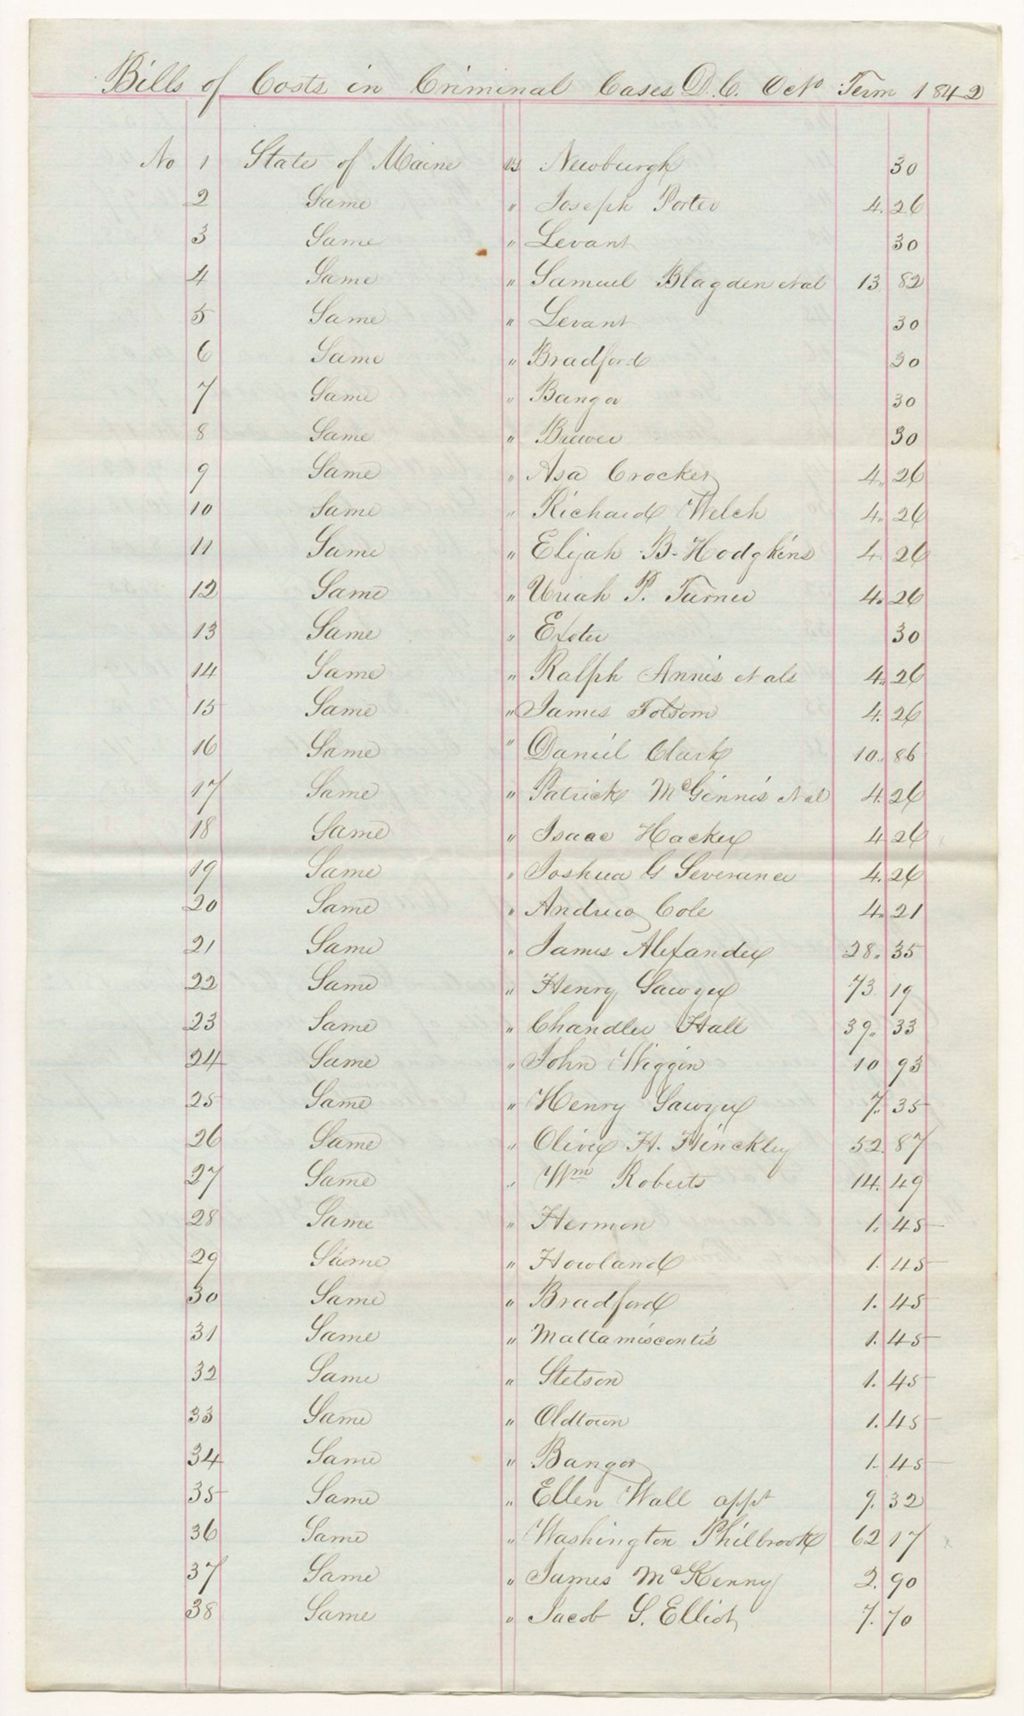 Bills of Costs in Criminal Cases D.C. Octo Term 1842
No 1 State of Maine vs Newburgh 30
2 Same " Joseph Porter 4.26
3 Same " Levant 30
4 Same " Samuel Blagden et al 13 82
5 Same " Levant 30
6 Same " Bradford 30
7 Same " Bangor 30
8 Same " Brewer 30
9 Same " Asa Crocker 4.26
10 Same " Richard Welch 4.26
11 Same " Elijah B. Hodgkins 4 26
12 Same " Uriah P. Turner 4.26
13 Same " Exeter 30
14 Same " Ralph Annis et als 4.26
15 Same " James Folsom 4.26
16 Same " Daniel Clark 10.86
17 Same " Patrick McGinnis et al 4.26
18 Same " Isaac Hackey 4 26
19 Same " Joshua G Severance 4.26
20 Same " Andrew Cole 4.21
21 Same " James Alexander 28.35
22 Same " Henry Sawyer 73 19
23 Same " Chandler Hall 39.33
24 Same " John Wiggin 10 93
25 Same " Henry Sawyer 7.35
26 Same " Oliver H. Hinckley 52.87
27 Same " Wm Roberts 14.49
28 Same " Hermon 1.45
29 Same " Howland 1.45
30 Same " Bradford 1.45
31 Same " Mattamiscontis 1.45
32 Same " Stetson 1.45
33 Same " Oldtown 1.45
34 Same " Bangor 1.45
35 Same " Ellen Wall appt 9.32
36 Same " Washington Philbrook 62 17
37 Same " James McKenny 2.90
38 Same " Jacob S. Elliot 7.70